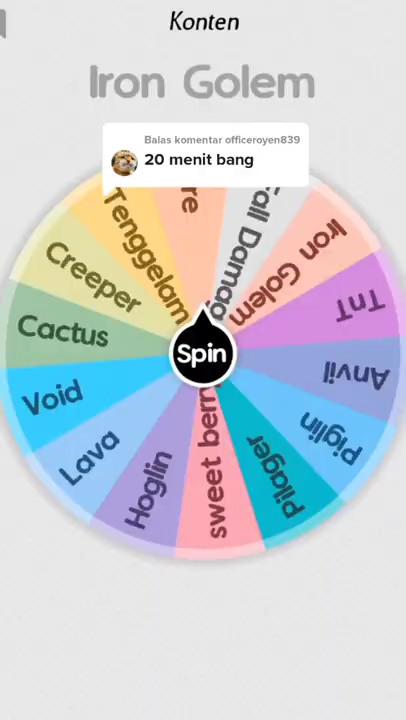 Konten
Iron Golem
Balas komentar officeroyen839
20 menit bang
re
Fall Damag
Iron Golem
TnT
Anvil
Piglin
Pilager
sweet berr
Hoglin
Lava
Void
Cactus
Creeper
Tenggelam
Spin